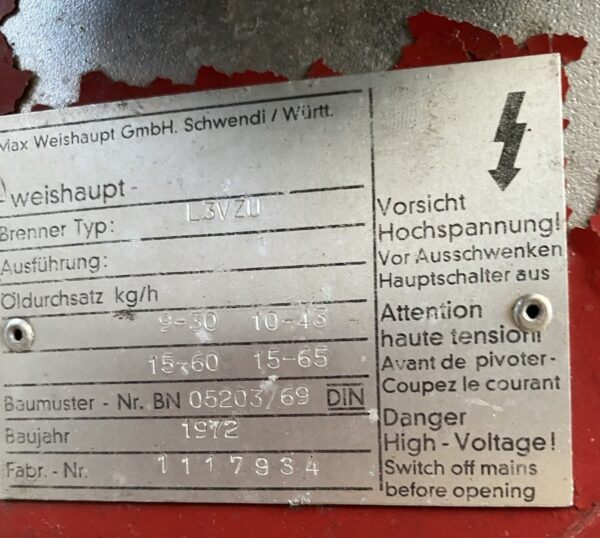 Max Weishaupt GmbH. Schwendi / Württ.
weishaupt -
Brenner Typ: L3VZU
Ausführung:
Öldurchsatz kg/h
9-30 10-43
15-60 15-65
Baumuster - Nr. BN 05203/69 DIN
Baujahr 1972
Fabr. - Nr. 1117934
Vorsicht
Hochspannung!
Vor Ausschwenken
Hauptschalter aus
Attention
haute tension!
Avant de pivoter-
Coupez le courant
Danger
High - Voltage!
Switch off mains
before opening